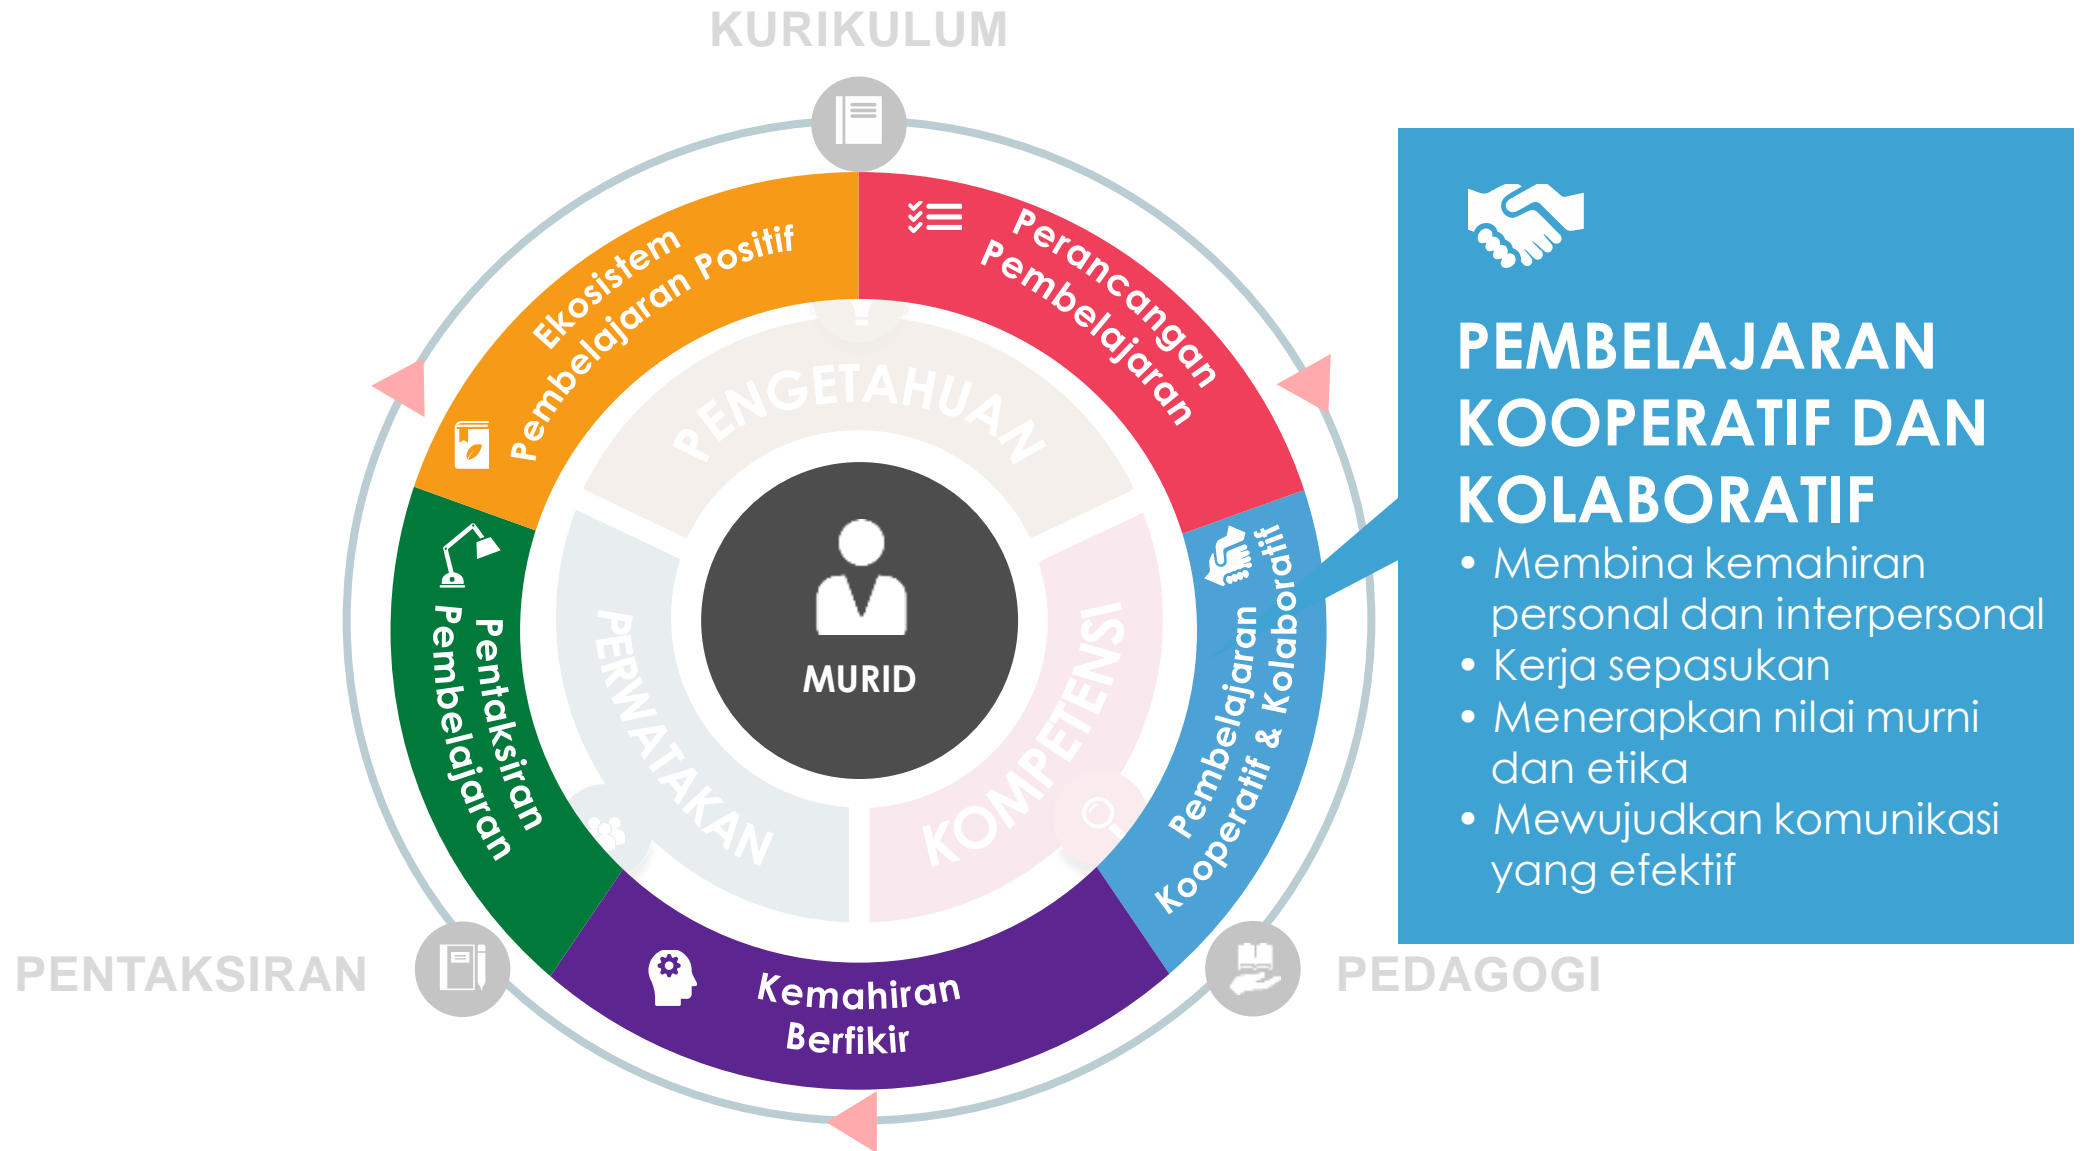 KURIKULUM
Ekosistem
Pembelajaran Positif
Perancangan
Pembelajaran
PENGETAHUAN
PERWATAKAN
KOMPETENSI
MURID
Pentaksiran
Pembelajaran
Pembelajaran
Kooperatif & Kolaboratif
Kemahiran
Berfikir
PENTAKSIRAN
PEDAGOGI
PEMBELAJARAN
KOOPERATIF DAN
KOLABORATIF
• Membina kemahiran
personal dan interpersonal
• Kerja sepasukan
• Menerapkan nilai murni
dan etika
• Mewujudkan komunikasi
yang efektif